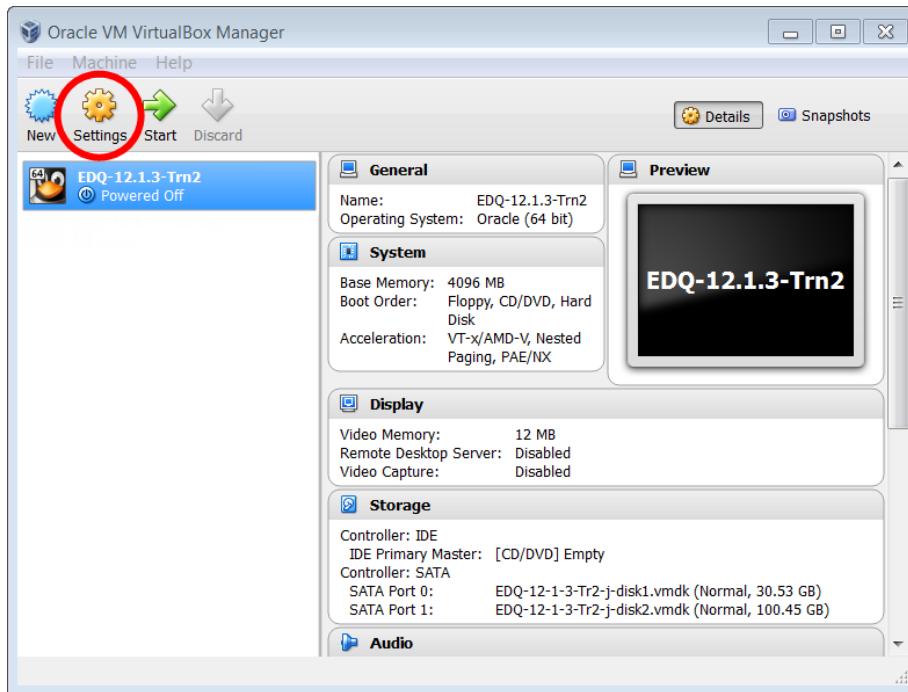 Oracle VM VirtualBox Manager
File Machine Help
New Settings Start Discard
Details Snapshots
64
EDQ-12.1.3-Trn2
Powered Off
General
Name: EDQ-12.1.3-Trn2
Operating System: Oracle (64 bit)
System
Base Memory: 4096 MB
Boot Order: Floppy, CD/DVD, Hard
Disk
Acceleration: VT-x/AMD-V, Nested
Paging, PAE/NX
Preview
EDQ-12.1.3-Trn2
Display
Video Memory: 12 MB
Remote Desktop Server: Disabled
Video Capture: Disabled
Storage
Controller: IDE
IDE Primary Master: [CD/DVD] Empty
Controller: SATA
SATA Port 0: EDQ-12-1-3-Tr2-j-disk1.vmdk (Normal, 30.53 GB)
SATA Port 1: EDQ-12-1-3-Tr2-j-disk2.vmdk (Normal, 100.45 GB)
Audio